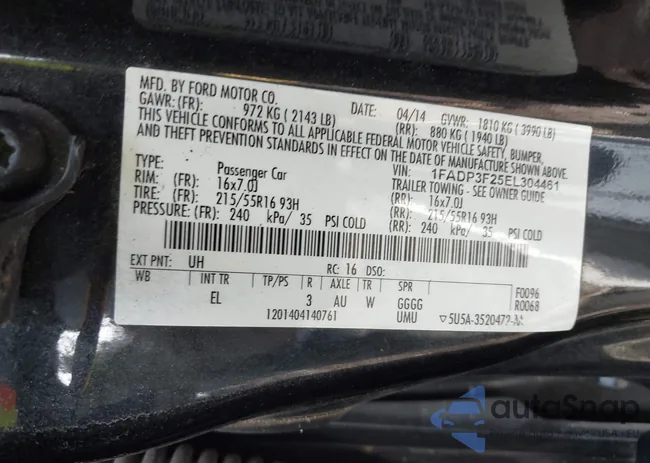 MFD. BY FORD MOTOR CO.
DATE: 04/14 GVWR: 1810 KG ( 3990 LB)
GAWR: (FR): 972 KG ( 2143 LB) (RR): 880 KG ( 1940 LB)
THIS VEHICLE CONFORMS TO ALL APPLICABLE FEDERAL MOTOR VEHICLE SAFETY, BUMPER,
AND THEFT PREVENTION STANDARDS IN EFFECT ON THE DATE OF MANUFACTURE SHOWN ABOVE.
VIN: 1FADP3F25EL304461
TYPE: Passenger Car TRAILER TOWING - SEE OWNER GUIDE
RIM: (FR): 16x7.0J (RR): 16x7.0J
TIRE: (FR): 215/55R16 93H (RR): 215/55R16 93H
PRESSURE: (FR): 240 kPa/ 35 PSI COLD (RR): 240 kPa/ 35 PSI COLD
EXT PNT: UH RC: 16 DSO:
WB INT TR TP/PS R AXLE TR SPR F0096
EL 3 AU W GGGG R0068
1201404140761 UMU ▽5U5A-3520472-AA
autoSnap